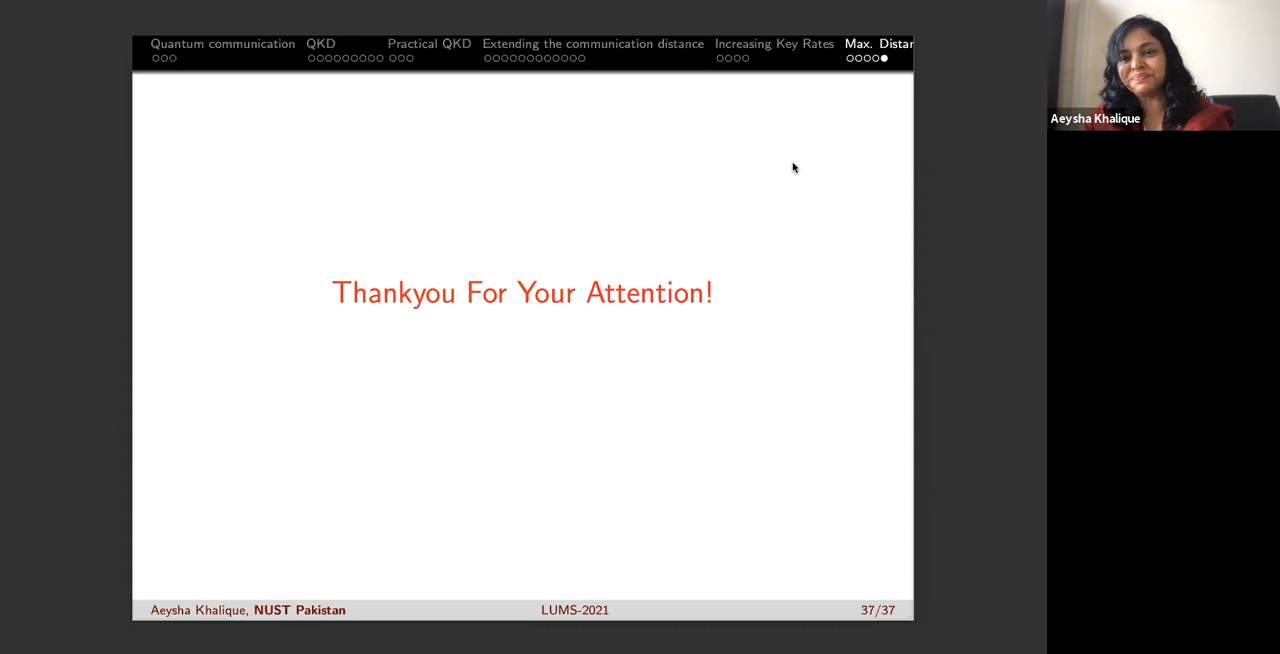 Quantum communication QKD Practical QKD Extending the communication distance Increasing Key Rates Max. Distan
Aeysha Khalique
Thankyou For Your Attention!
Aeysha Khalique, NUST Pakistan LUMS-2021 37/37